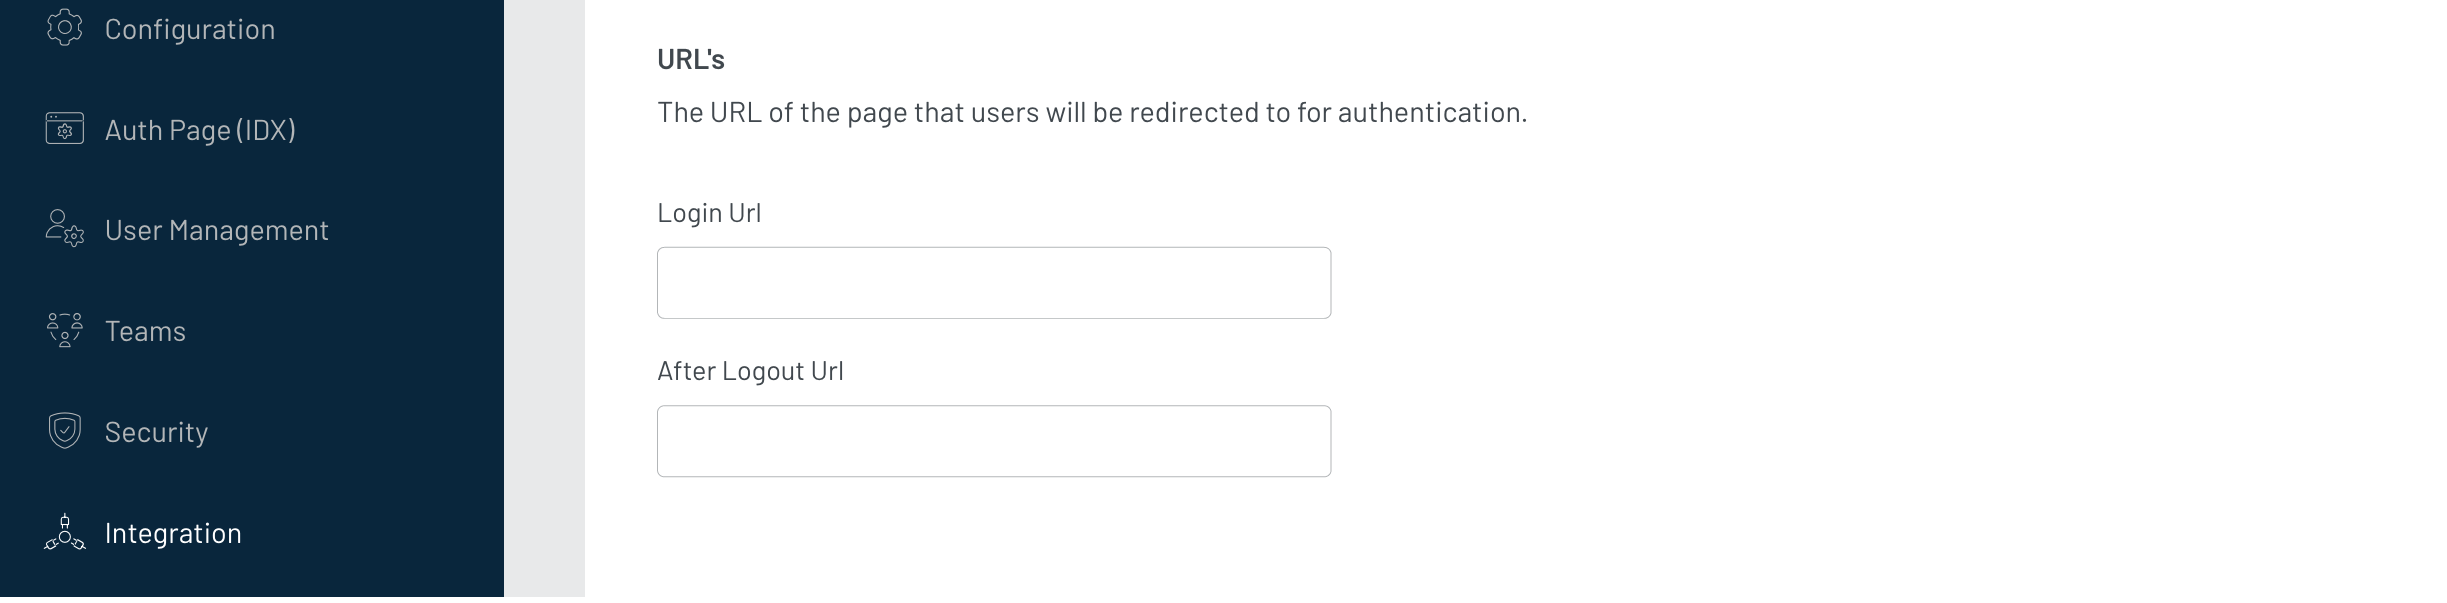 Configuration
Auth Page (IDX)
User Management
Teams
Security
Integration
URL's
The URL of the page that users will be redirected to for authentication.
Login Url
After Logout Url